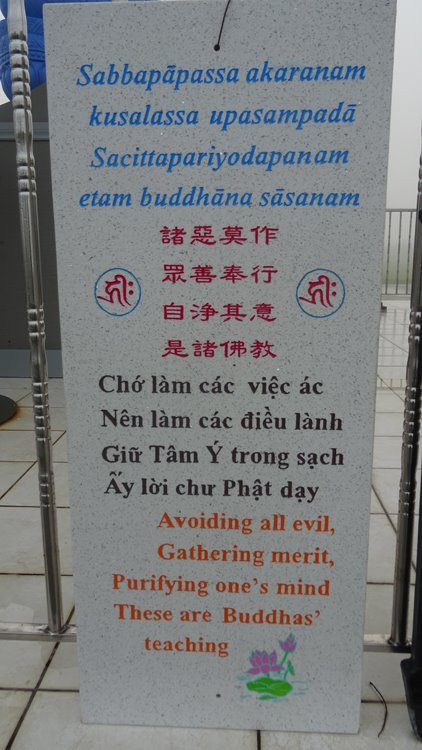 Sabbapāpassa akaranam
kusalassa upasampadā
Sacittapariyodapanam
etam buddhāna sāsanam
諸惡莫作
眾善奉行
自淨其意
是諸佛教
Chớ làm các việc ác
Nên làm các điều lành
Giữ Tâm Ý trong sạch
Ấy lời chư Phật dạy
Avoiding all evil,
Gathering merit,
Purifying one's mind
These are Buddhas'
teaching